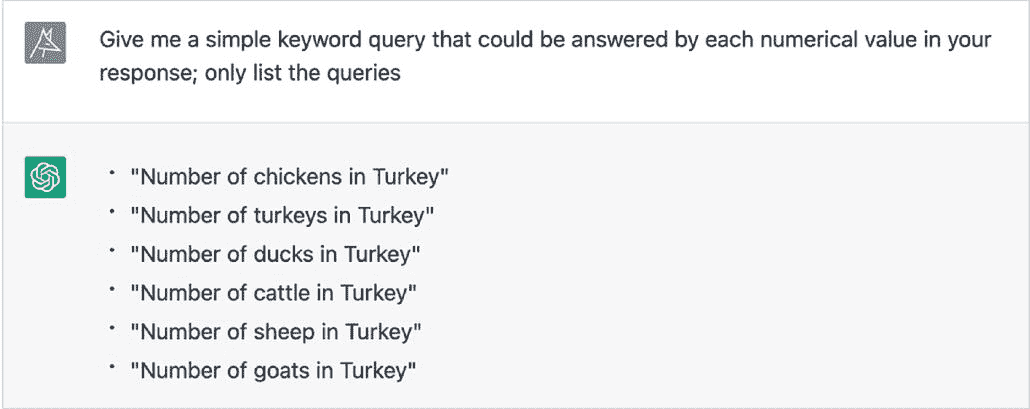 Give me a simple keyword query that could be answered by each numerical value in your
response; only list the queries
• "Number of chickens in Turkey"
• "Number of turkeys in Turkey"
• "Number of ducks in Turkey"
• "Number of cattle in Turkey"
• "Number of sheep in Turkey"
• "Number of goats in Turkey"